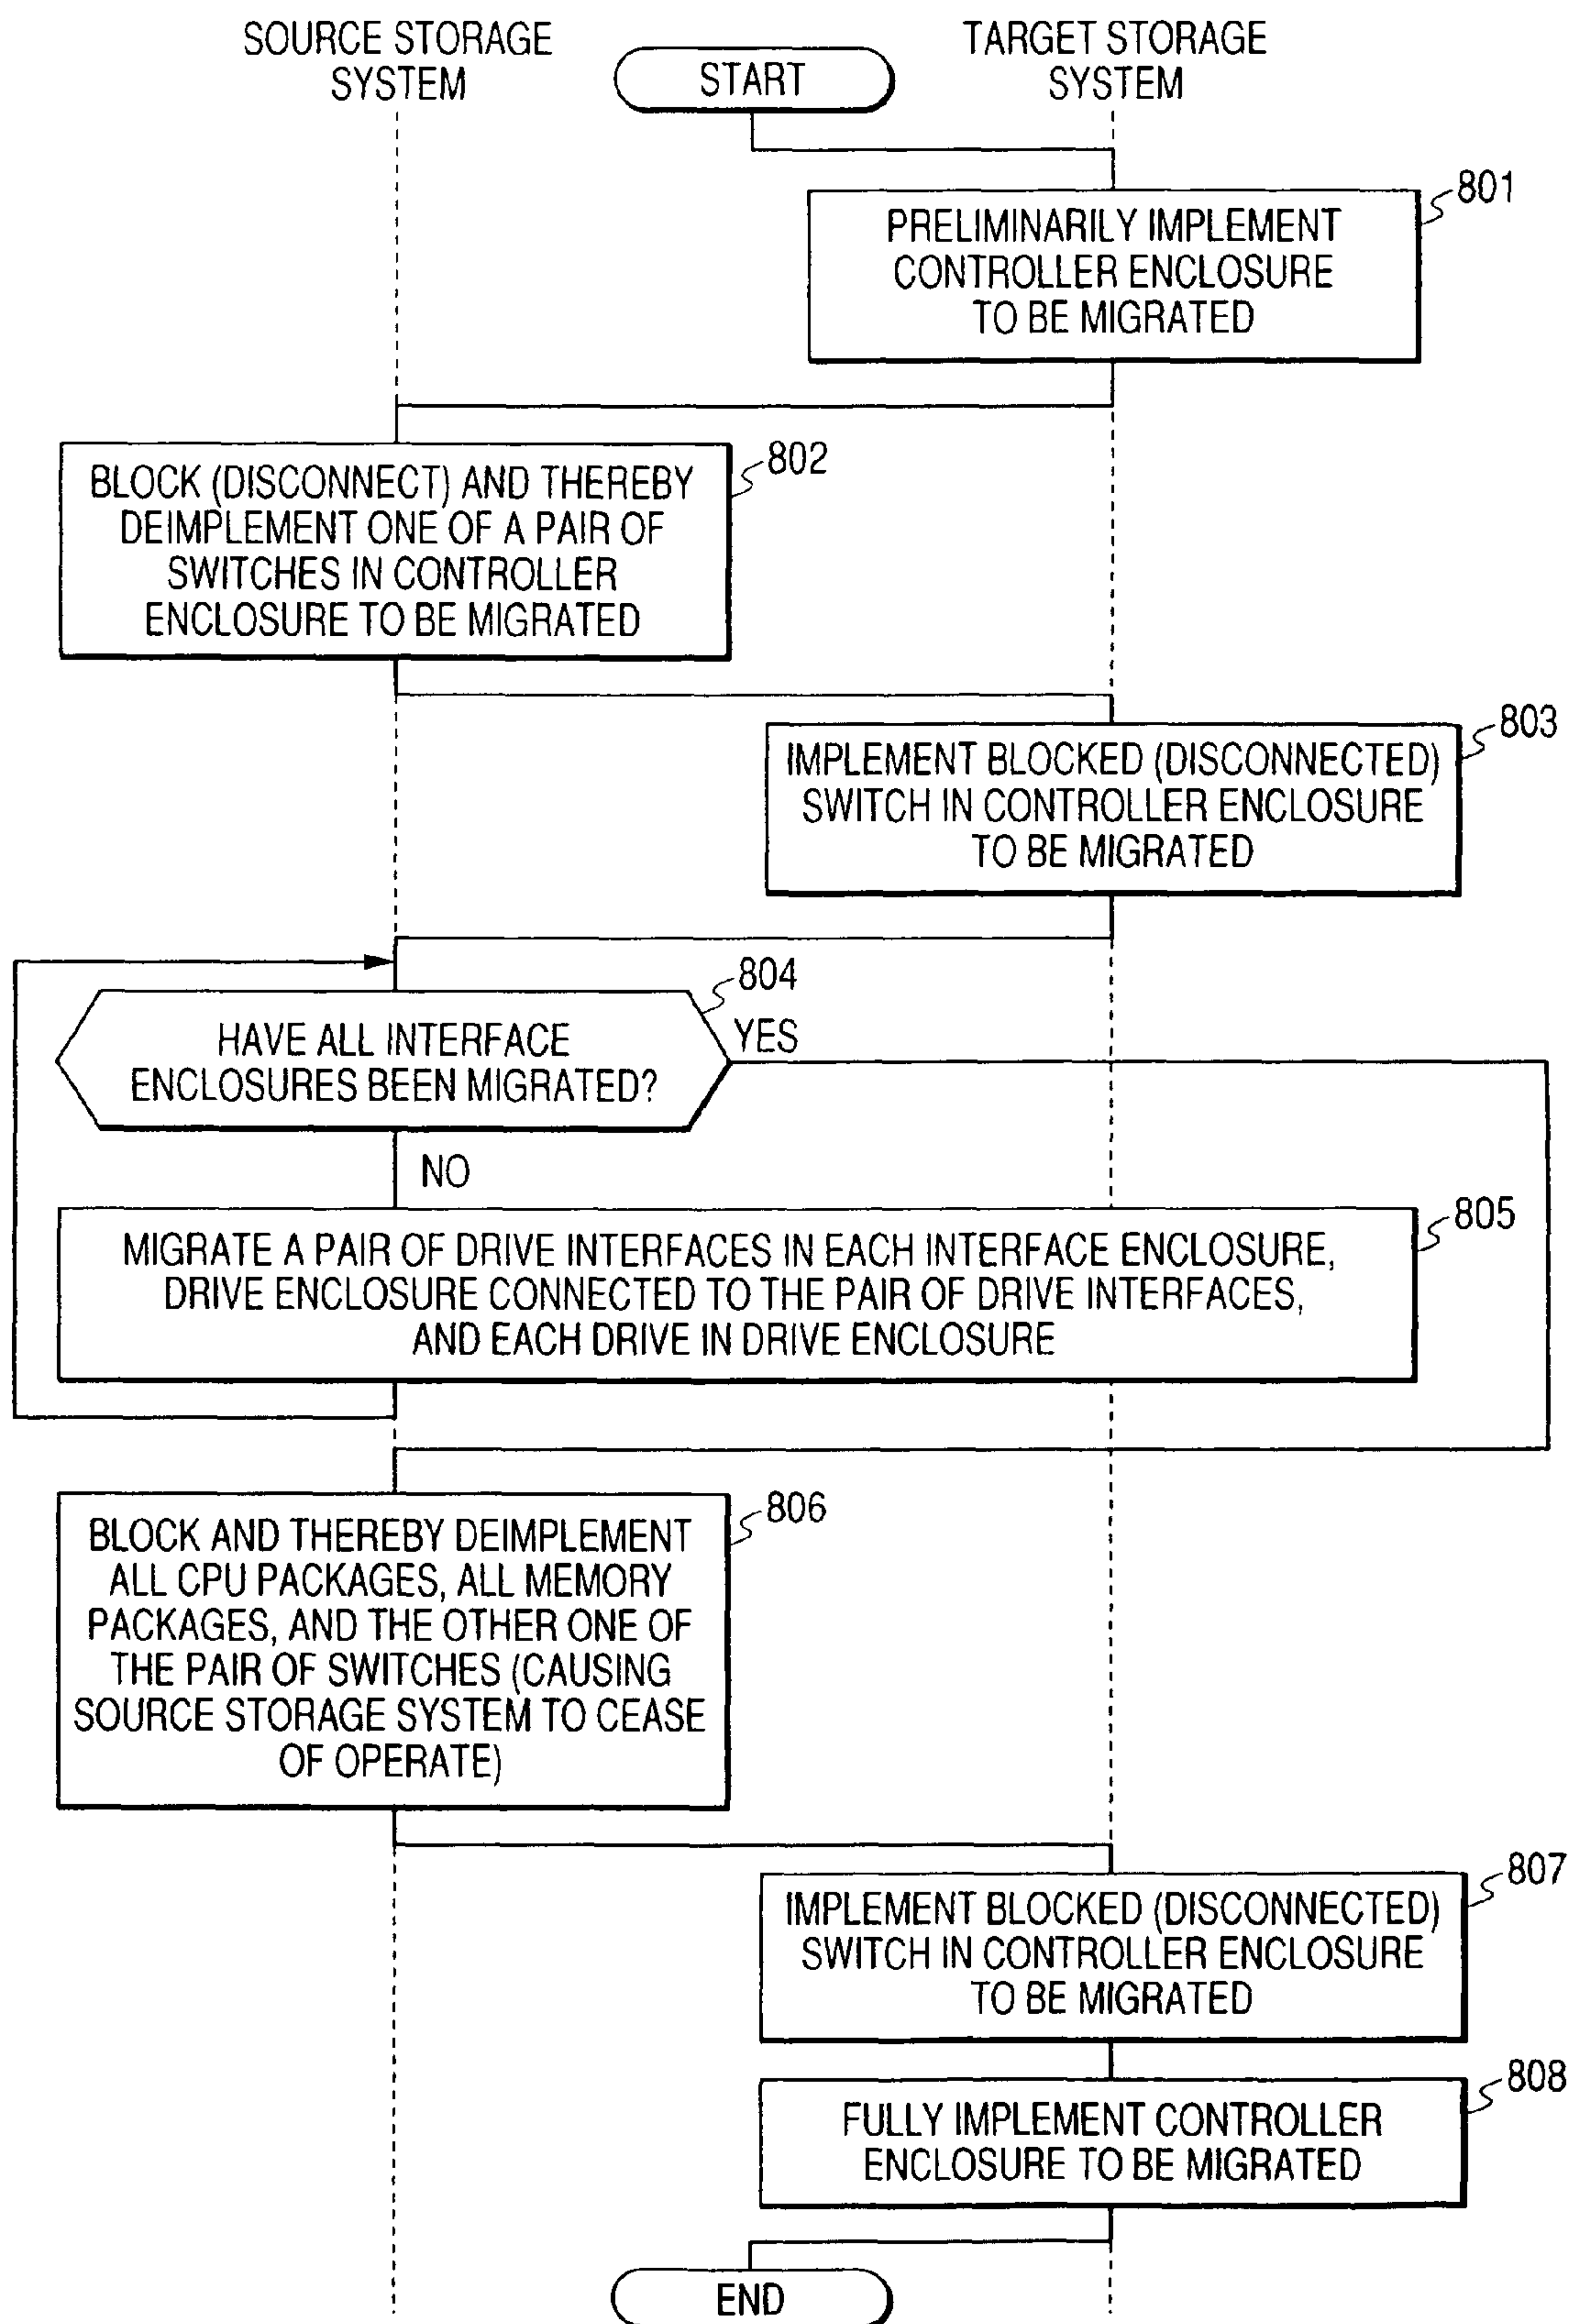 SOURCE STORAGE
SYSTEM
START
TARGET STORAGE
SYSTEM
801
PRELIMINARILY IMPLEMENT
CONTROLLER ENCLOSURE
TO BE MIGRATED
802
BLOCK (DISCONNECT) AND THEREBY
DEIMPLEMENT ONE OF A PAIR OF
SWITCHES IN CONTROLLER
ENCLOSURE TO BE MIGRATED
803
IMPLEMENT BLOCKED (DISCONNECTED)
SWITCH IN CONTROLLER ENCLOSURE
TO BE MIGRATED
804
HAVE ALL INTERFACE
ENCLOSURES BEEN MIGRATED?
YES
NO
805
MIGRATE A PAIR OF DRIVE INTERFACES IN EACH INTERFACE ENCLOSURE,
DRIVE ENCLOSURE CONNECTED TO THE PAIR OF DRIVE INTERFACES,
AND EACH DRIVE IN DRIVE ENCLOSURE
806
BLOCK AND THEREBY DEIMPLEMENT
ALL CPU PACKAGES, ALL MEMORY
PACKAGES, AND THE OTHER ONE OF
THE PAIR OF SWITCHES (CAUSING
SOURCE STORAGE SYSTEM TO CEASE
OF OPERATE)
807
IMPLEMENT BLOCKED (DISCONNECTED)
SWITCH IN CONTROLLER ENCLOSURE
TO BE MIGRATED
808
FULLY IMPLEMENT CONTROLLER
ENCLOSURE TO BE MIGRATED
END